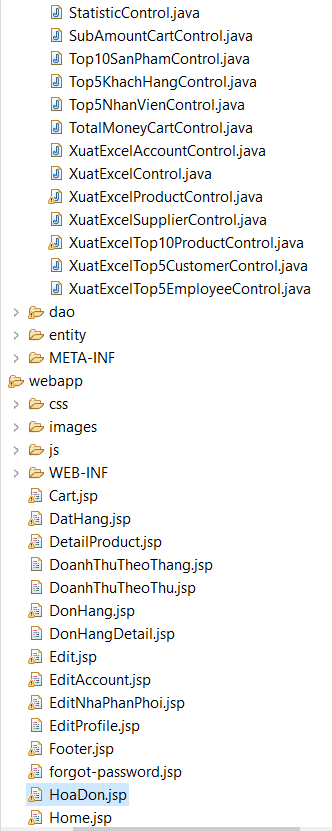 StatisticControl.java
SubAmountCartControl.java
Top10SanPhamControl.java
Top5KhachHangControl.java
Top5NhanVienControl.java
TotalMoneyCartControl.java
XuatExcelAccountControl.java
XuatExcelControl.java
XuatExcelProductControl.java
XuatExcelSupplierControl.java
XuatExcelTop10ProductControl.java
XuatExcelTop5CustomerControl.java
XuatExcelTop5EmployeeControl.java
dao
entity
META-INF
webapp
css
images
js
WEB-INF
Cart.jsp
DatHang.jsp
DetailProduct.jsp
DoanhThuTheoThang.jsp
DoanhThuTheoThu.jsp
DonHang.jsp
DonHangDetail.jsp
Edit.jsp
EditAccount.jsp
EditNhaPhanPhoi.jsp
EditProfile.jsp
Footer.jsp
forgot-password.jsp
HoaDon.jsp
Home.jsp